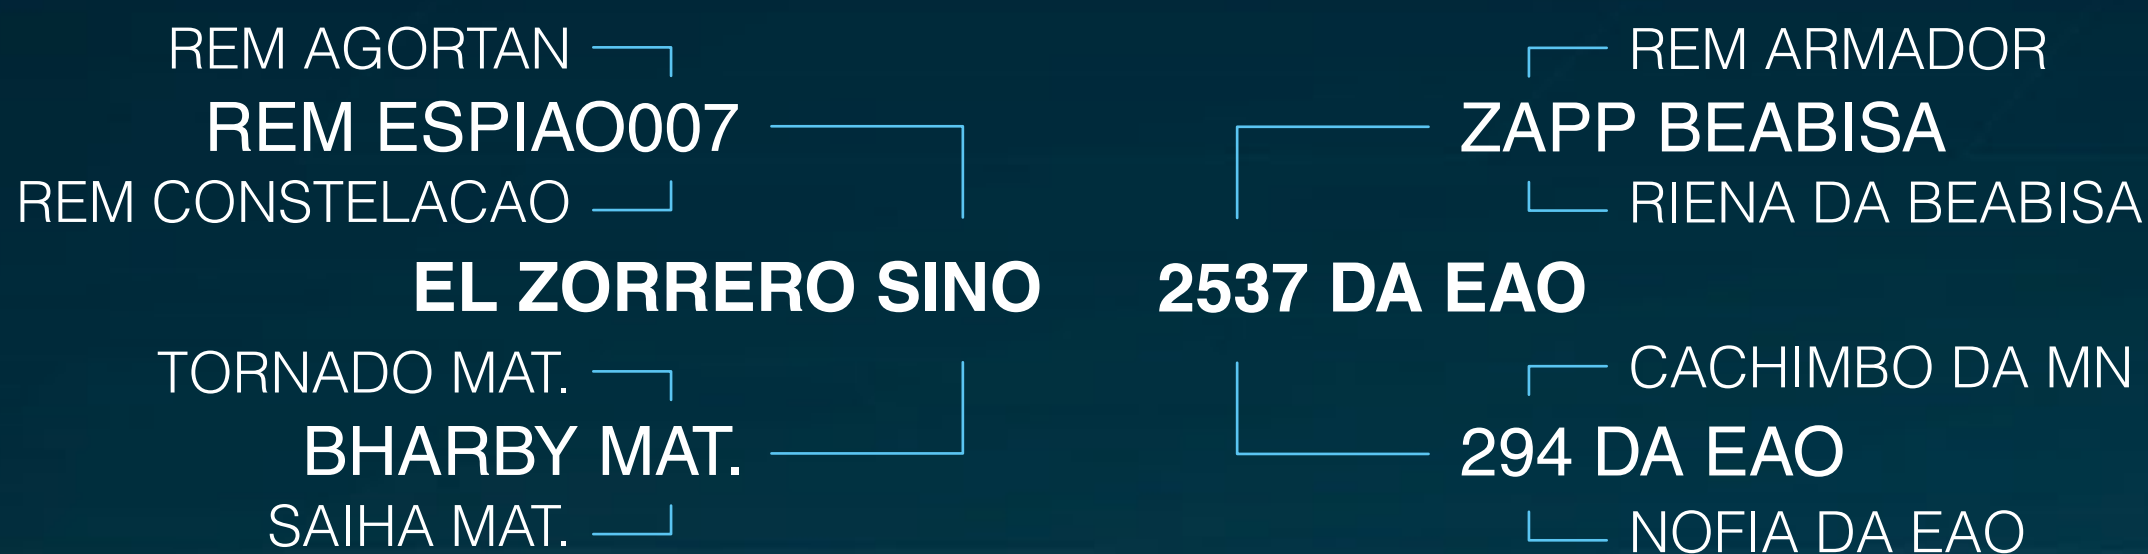 REM AGORTAN
REM ARMADOR
REM ESPIAO007
ZAPP BEABISA
REM CONSTELACAO
RIENA DA BEABISA
EL ZORRERO SINO
2537 DA EAO
TORNADO MAT.
CACHIMBO DA MN
BHARBY MAT.
294 DA EAO
SAIHA MAT.
NOFIA DA EAO